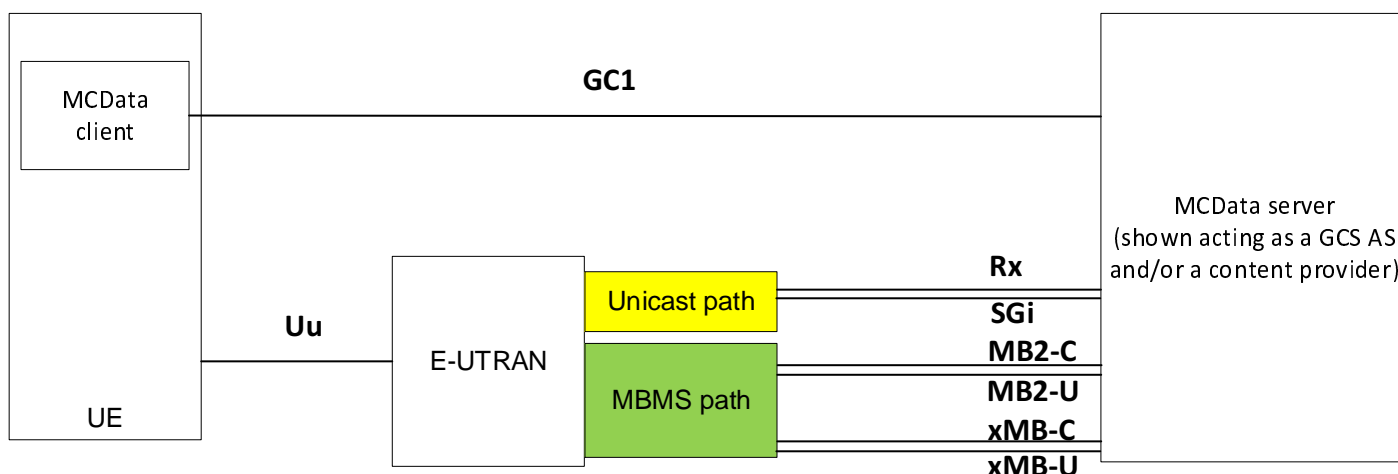 GC1
MCData
client
MCData server
(shown acting as a GCS AS
and/or a content provider)
Rx
Unicast path
SGi
Uu
MB2-C
E-UTRAN
MBMS path
MB2-U
UE
xMB-C
xMB-U